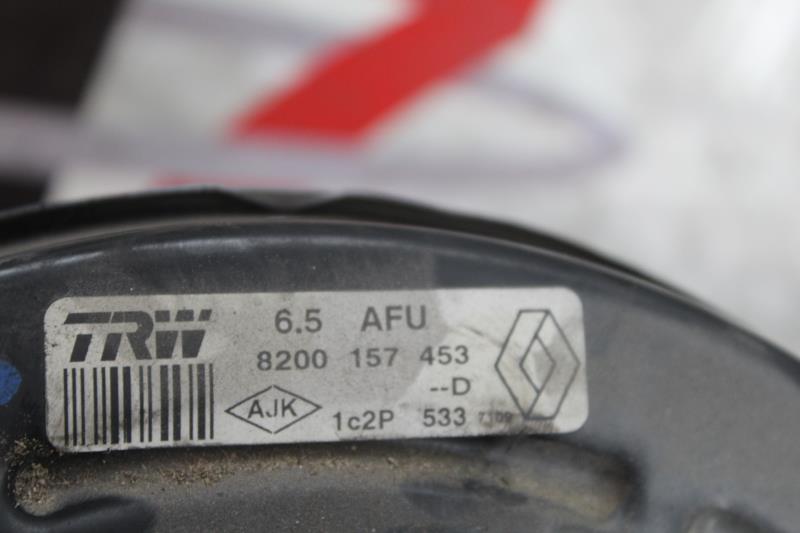 TRW 6.5 AFU
8200 157 453
--D
AJK 1c2P 533